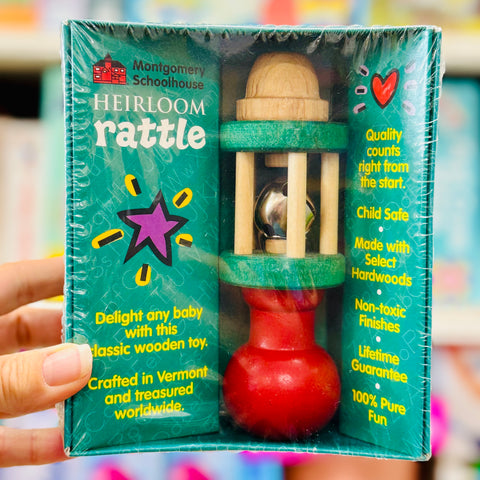 Montgomery
Schoolhouse
HEIRLOOM
rattle
Delight any baby
with this
classic wooden toy.
Crafted in Vermont
and treasured
worldwide.
Quality
counts
right from
the start.
Child Safe
Made with
Select
Hardwoods
Non-toxic
Finishes
Lifetime
Guarantee
100% Pure
Fun